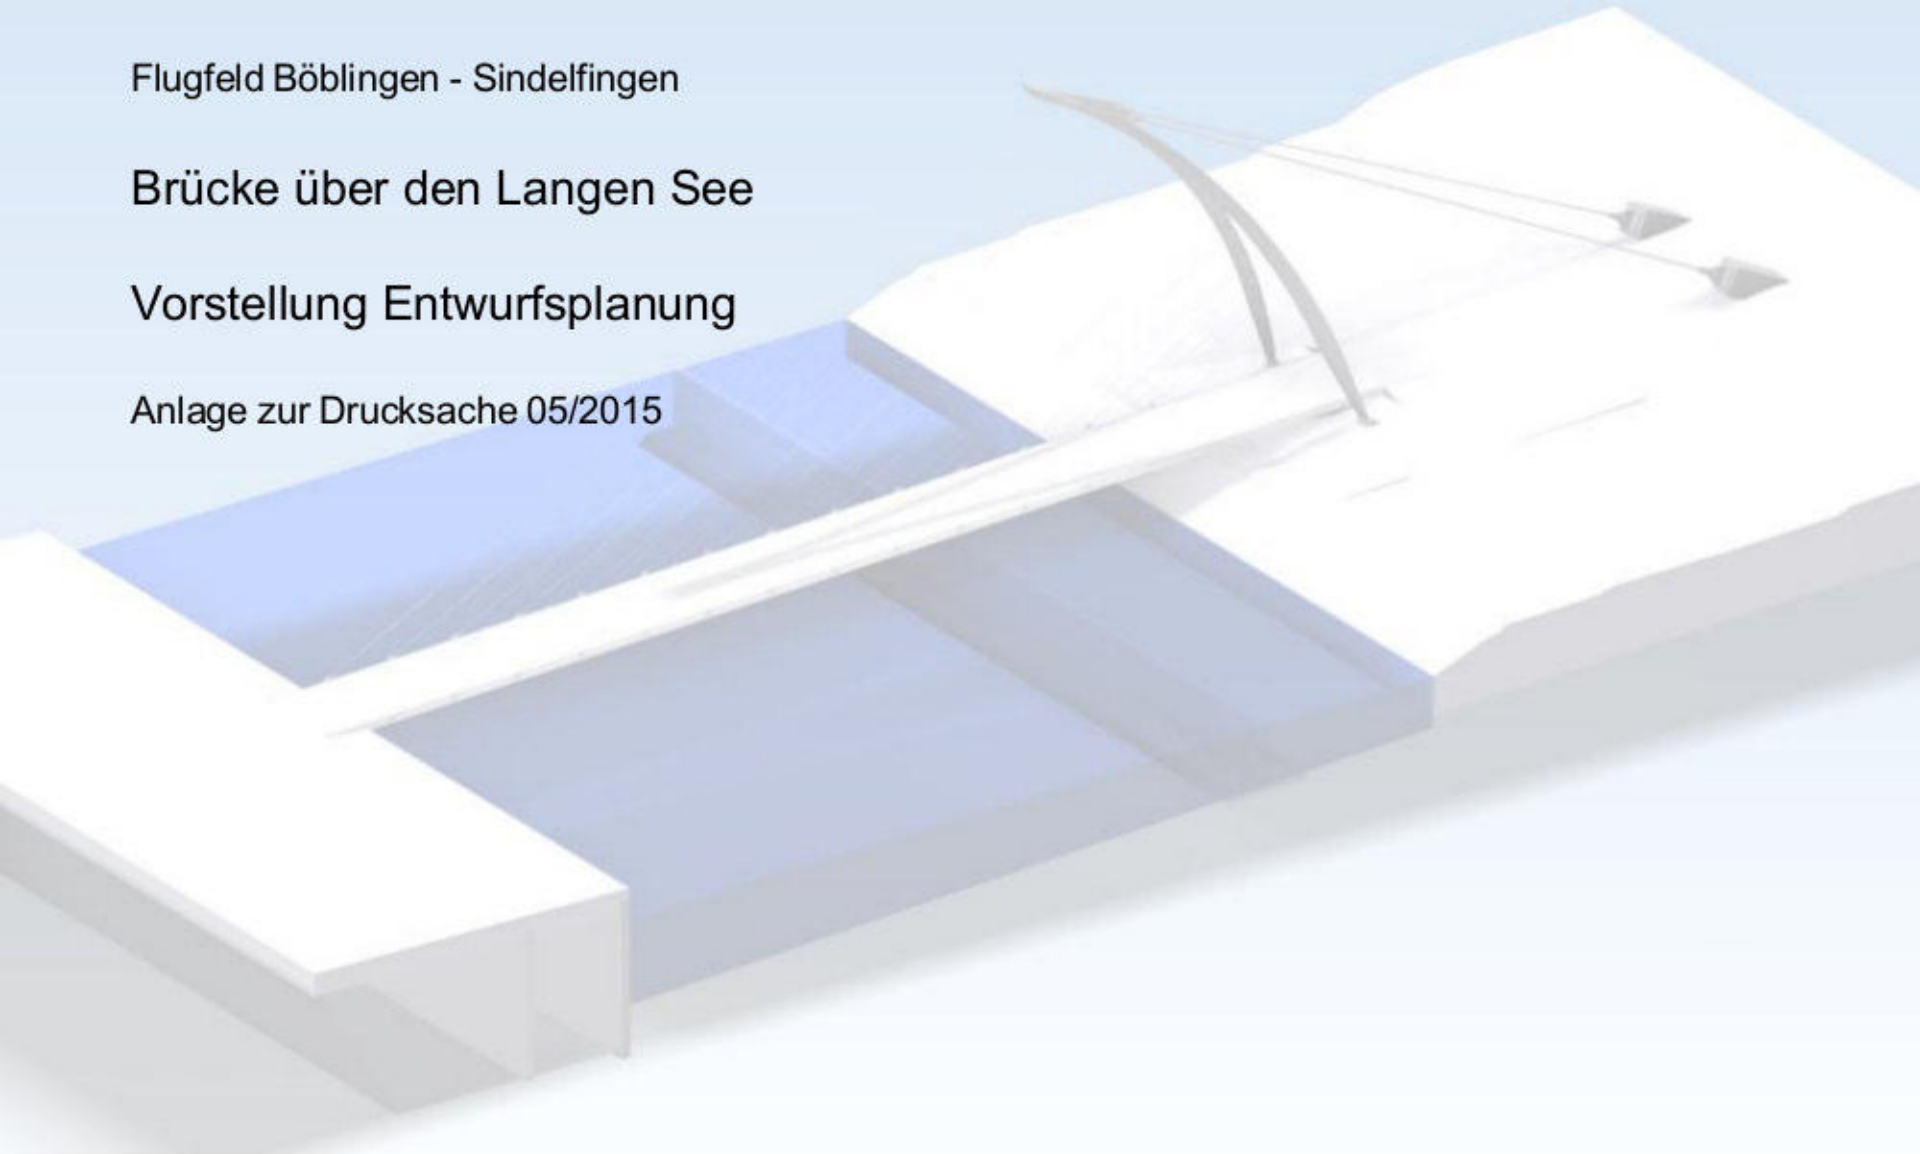 Flugfeld Böblingen - Sindelfingen
Brücke über den Langen See
Vorstellung Entwurfsplanung
Anlage zur Drucksache 05/2015